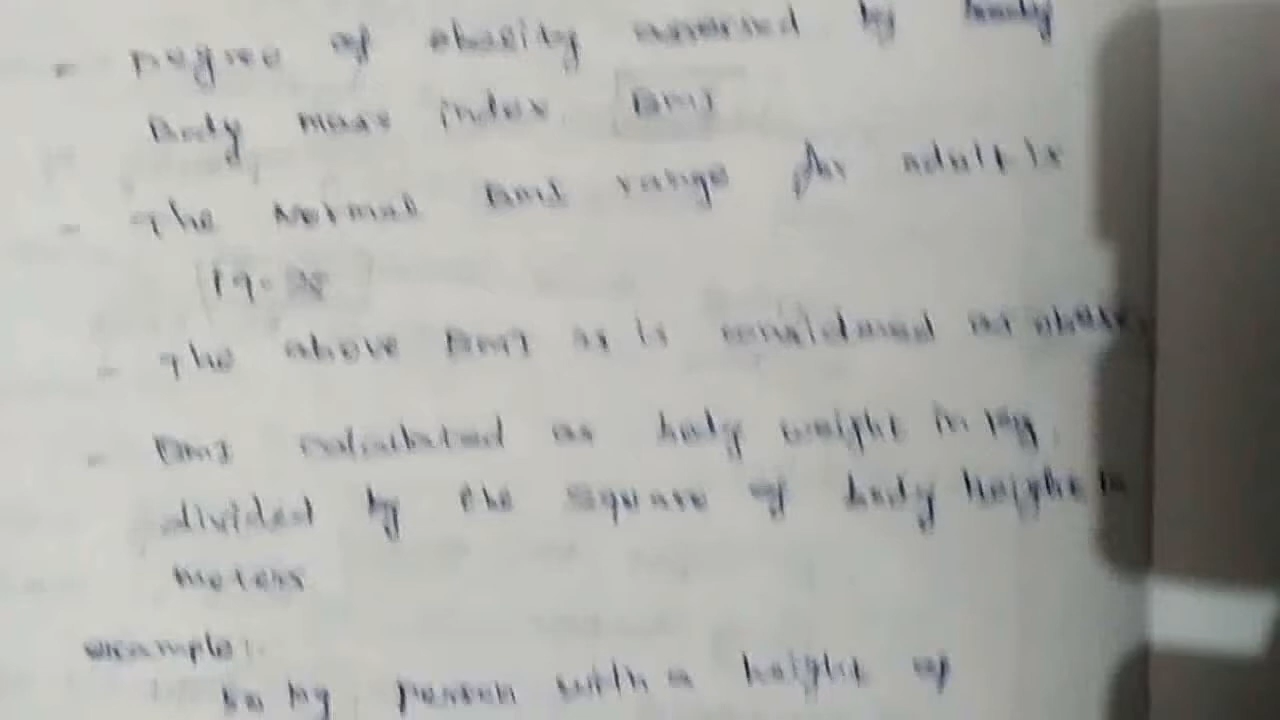 - Degree of obesity assessed by body
Body mass index BMI
- The normal BMI range for adult is
19-
- The above BMI is considered as obese
- BMI calculated as body weight in kg
divided by the square of body height in
meters
example:
kg person with a height of